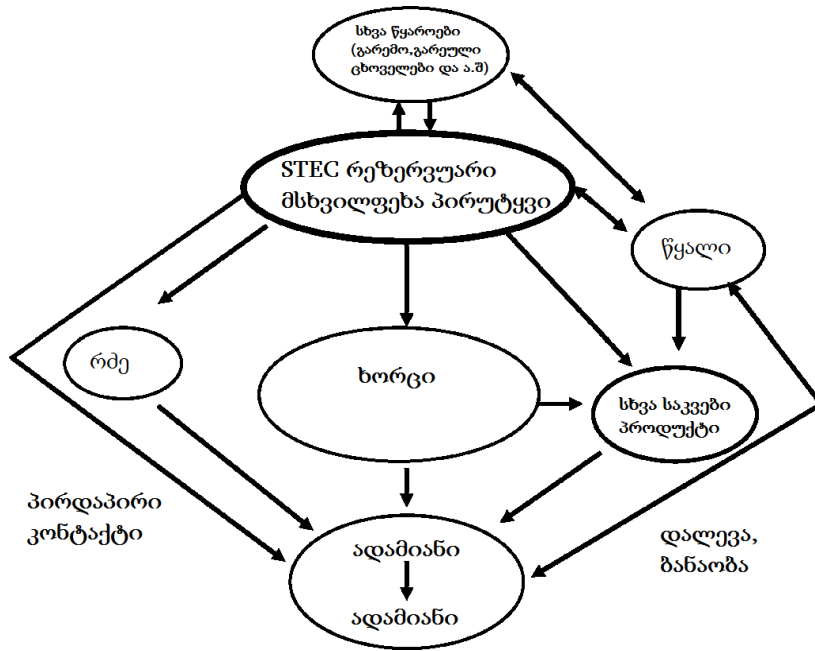 სხვა წყაროები
(გარემო,გარეული
ცხოველები და ა.შ)
STEC რეზერვუარი
მსხვილფეხა პირუტყვი
წყალი
რძე
ხორცი
სხვა საკვები
პროდუქტი
პირდაპირი
კონტაქტი
ადამიანი
ადამიანი
დალევა,
ბანაობა